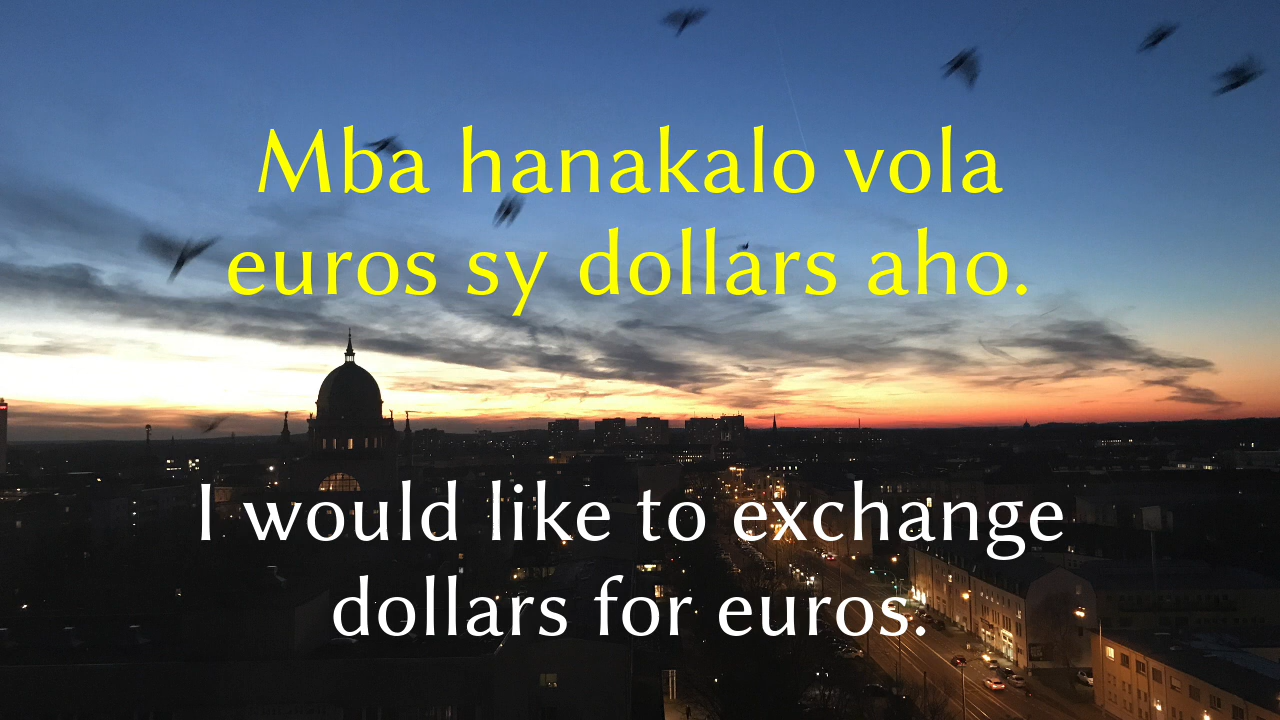 Mba hanakalo vola
euros sy dollars aho.
I would like to exchange
dollars for euros.